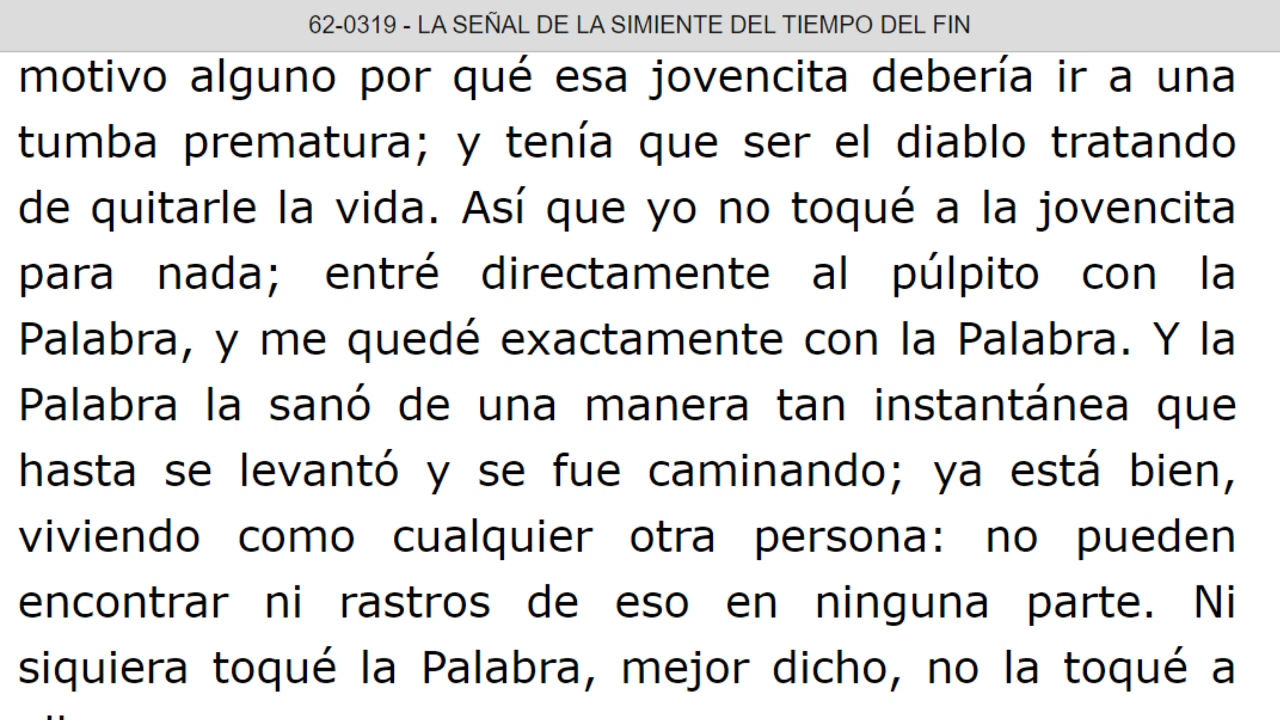 62-0319 - LA SEÑAL DE LA SIMIENTE DEL TIEMPO DEL FIN
motivo alguno por qué esa jovencita debería ir a una
tumba prematura; y tenía que ser el diablo tratando
de quitarle la vida. Así que yo no toqué a la jovencita
para nada; entré directamente al púlpito con la
Palabra, y me quedé exactamente con la Palabra. Y la
Palabra la sanó de una manera tan instantánea que
hasta se levantó y se fue caminando; ya está bien,
viviendo como cualquier otra persona: no pueden
encontrar ni rastros de eso en ninguna parte. Ni
siquiera toqué la Palabra, mejor dicho, no la toqué a